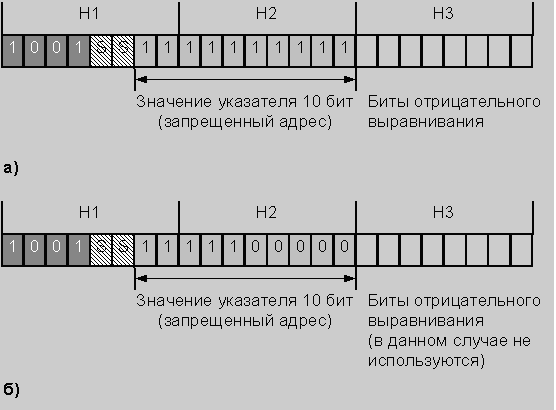 H1 H2 H3
1 0 0 1 S S 1 1 1 1 1 1 1 1 1 1
Значение указателя 10 бит Биты отрицательного
(запрещенный адрес) выравнивания
а)
H1 H2 H3
1 0 0 1 S S 1 1 1 1 1 0 0 0 0 0
Значение указателя 10 бит Биты отрицательного
(запрещенный адрес) выравнивания
(в данном случае не
используются)
б)